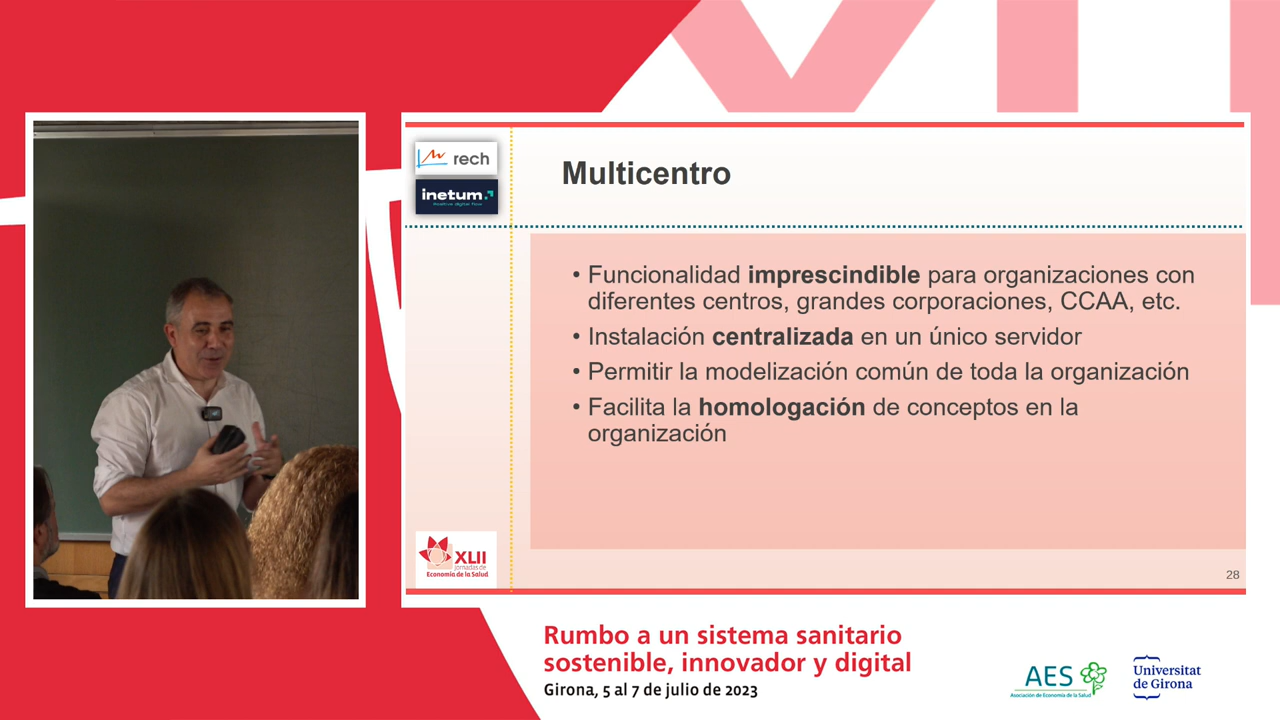 rech
inetum.
Positive digital flow
Multicentro
• Funcionalidad imprescindible para organizaciones con
diferentes centros, grandes corporaciones, CCAA, etc.
• Instalación centralizada en un único servidor
• Permitir la modelización común de toda la organización
• Facilita la homologación de conceptos en la
organización
XLII
jornadas de
Economía de la Salud
28
Rumbo a un sistema sanitario
sostenible, innovador y digital
Girona, 5 al 7 de julio de 2023
AES
Asociación de Economía de la Salud
Universitat
de Girona